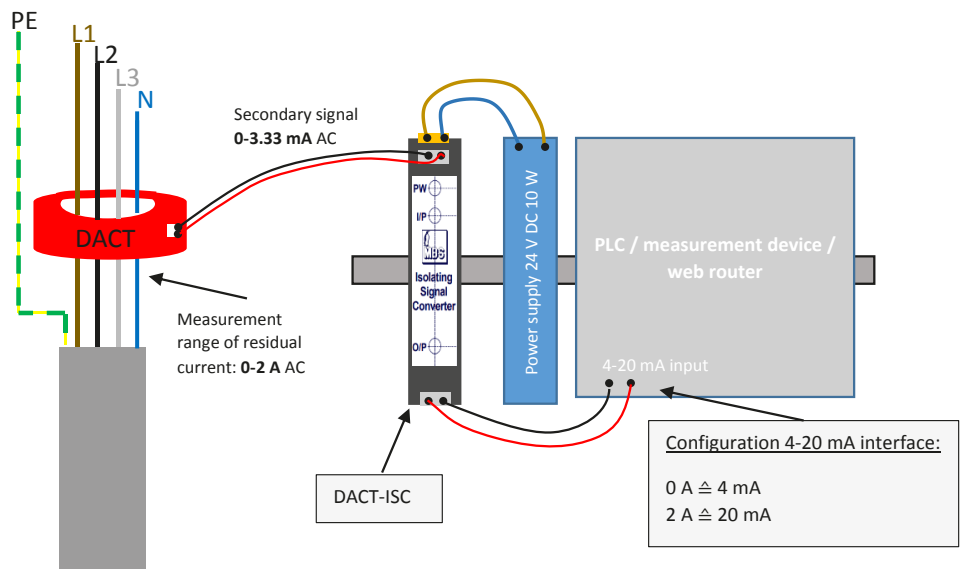 PE
L1
L2
L3
N
DACT
Measurement
range of residual
current: 0-2 A AC
Secondary signal
0-3.33 mA AC
PW
I/P
MBS
Isolating
Signal
Converter
O/P
DACT-ISC
Power supply 24 V DC 10 W
PLC / measurement device /
web router
4-20 mA input
Configuration 4-20 mA interface:
0 A ≙ 4 mA
2 A ≙ 20 mA